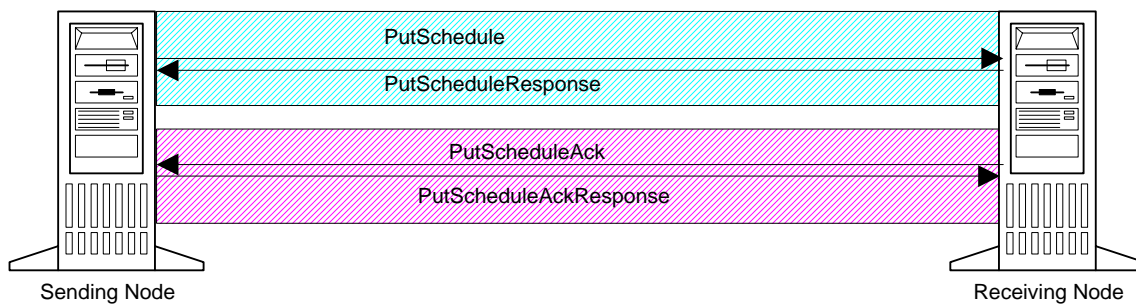 PutSchedule
PutScheduleResponse
PutScheduleAck
PutScheduleAckResponse
Sending Node
Receiving Node